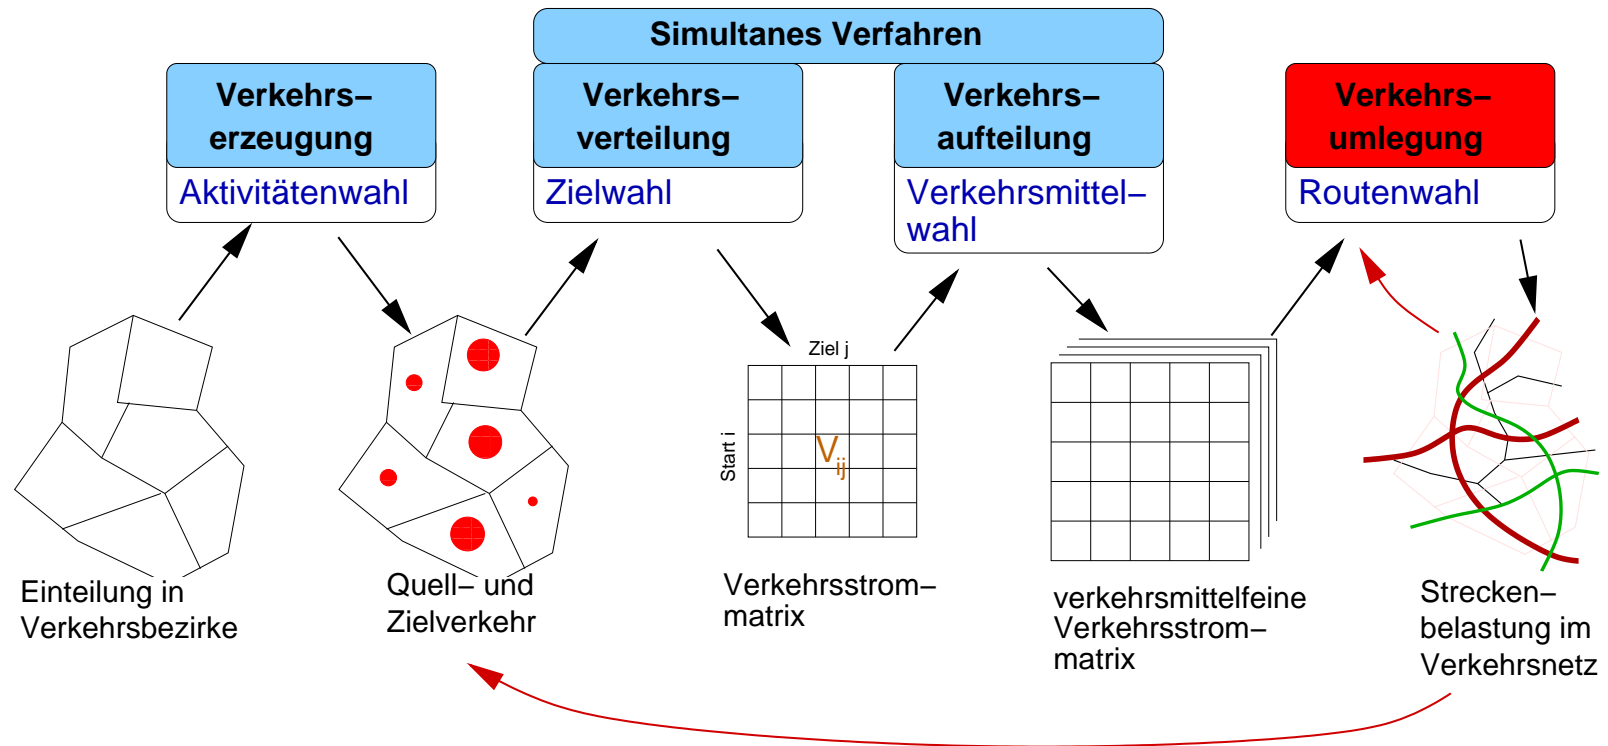 Simultanes Verfahren
Verkehrs–
erzeugung
Aktivitätenwahl
Verkehrs–
verteilung
Zielwahl
Verkehrs–
aufteilung
Verkehrsmittel–
wahl
Verkehrs–
umlegung
Routenwahl
Einteilung in
Verkehrsbezirke
Quell– und
Zielverkehr
Ziel j
Start i
V_ij
Verkehrsstrom–
matrix
verkehrsmittelfeine
Verkehrsstrom–
matrix
Strecken–
belastung im
Verkehrsnetz